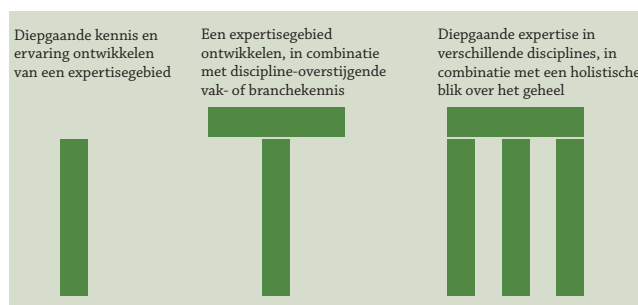 Diepgaande kennis en
ervaring ontwikkelen
van een expertisegebied
Een expertisegebied
ontwikkelen, in combinatie
met discipline-overstijgende
vak- of branchekennis
Diepgaande expertise in
verschillende disciplines, in
combinatie met een holistische
blik over het geheel